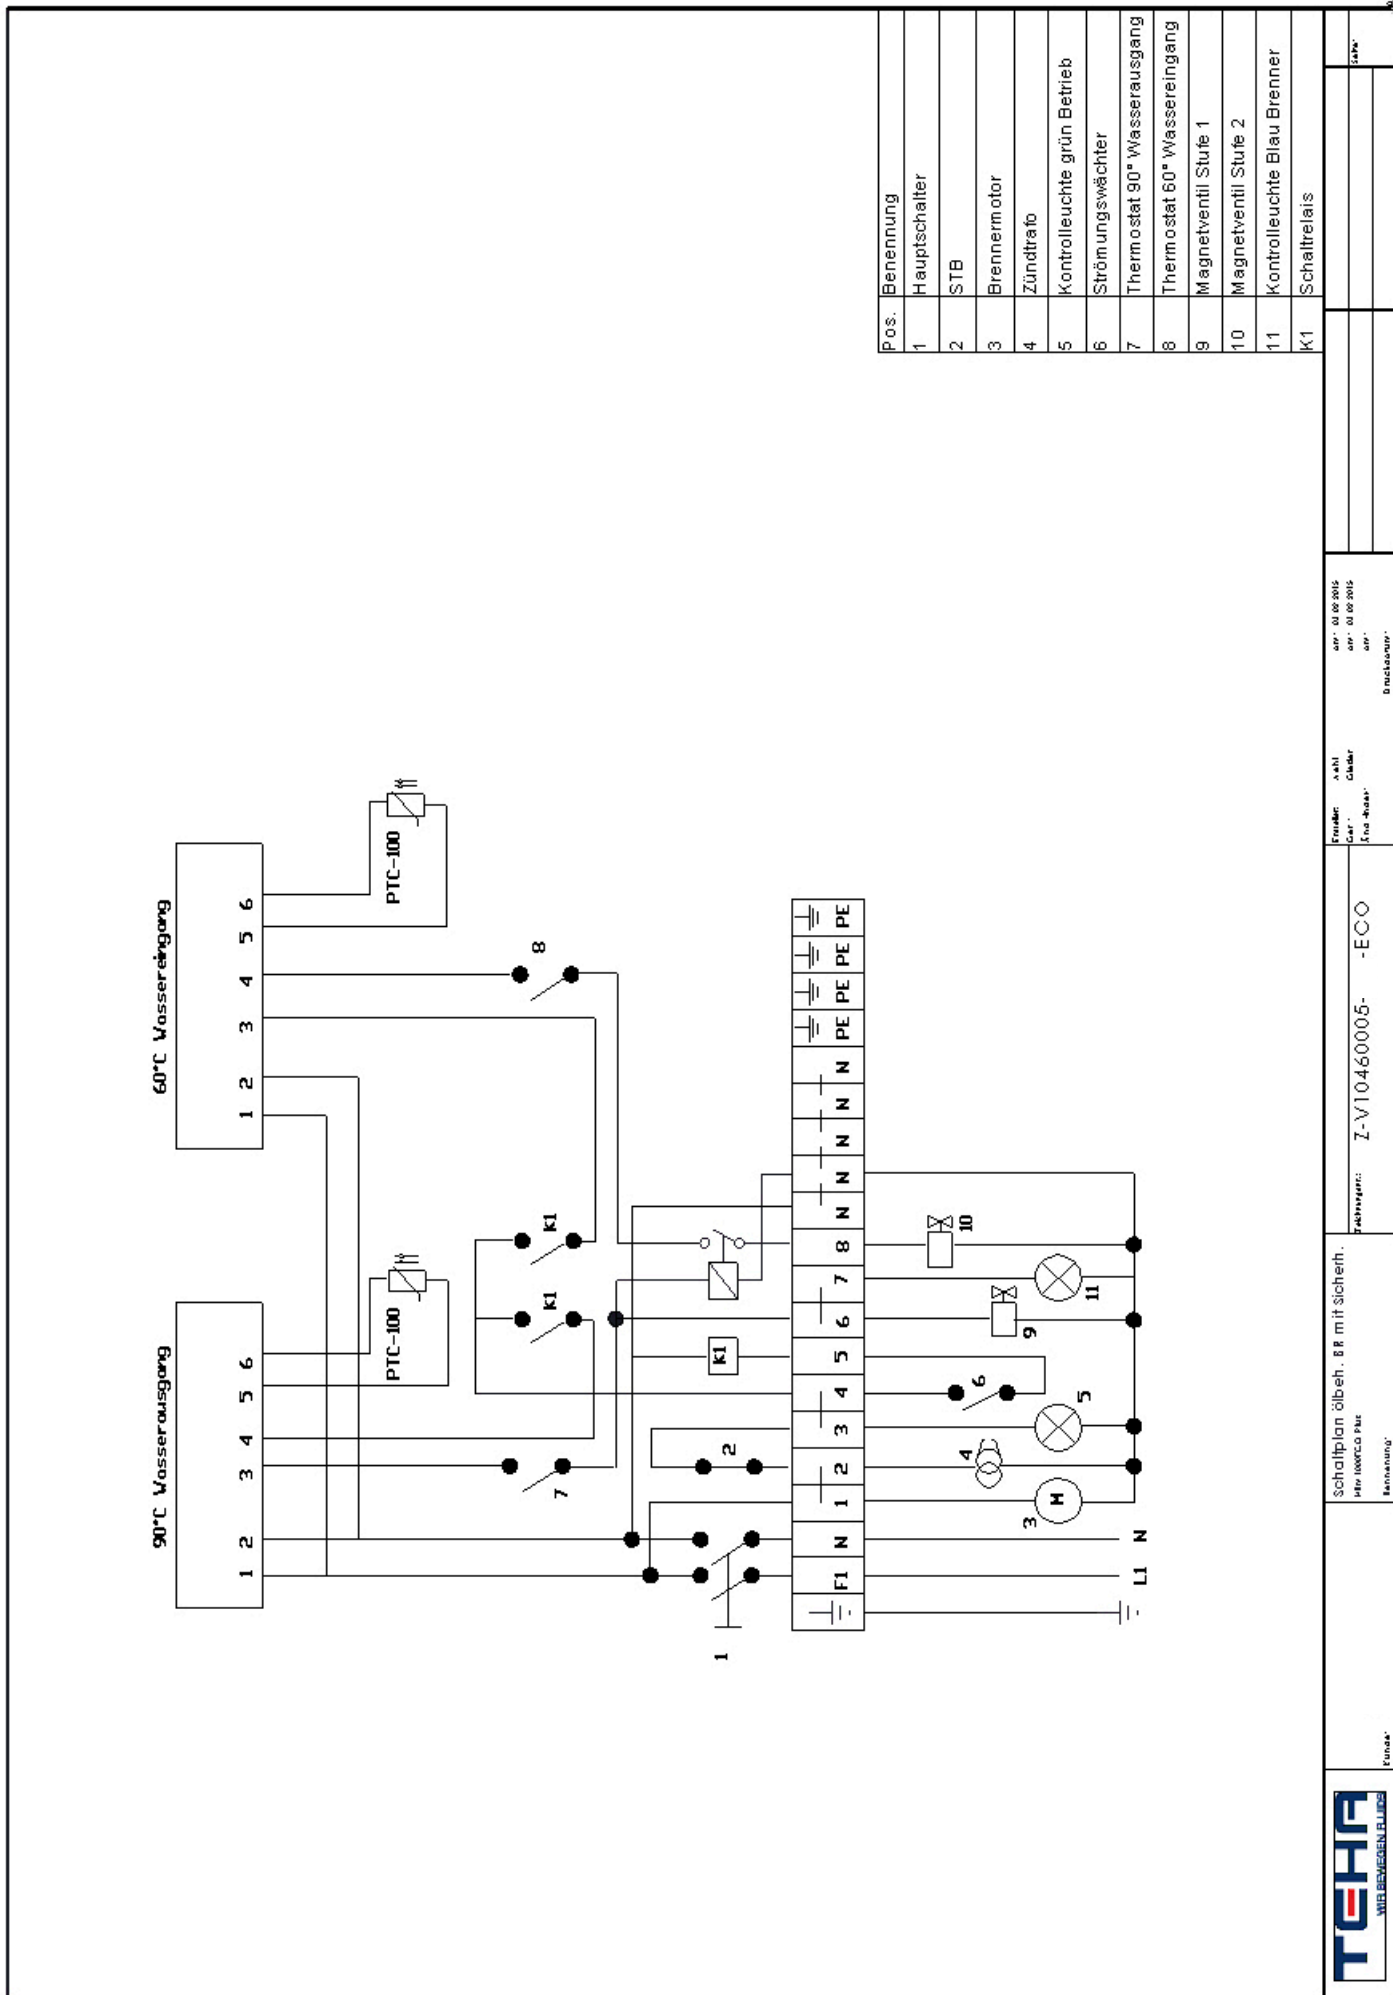 60°C Wassereingang
1 2 3 4 5 6
PTC-100
90°C Wasserausgang
1 2 3 4 5 6
PTC-100
K1
K1
7
8
1
2
K1
F1 N 1 2 3 4 5 6 7 8 N N N N N PE PE PE PE
3
4
5
6
9
10
11
M
L1 N
Pos. Benennung
1 Hauptschalter
2 STB
3 Brennermotor
4 Zündtrafo
5 Kontrolleuchte grün Betrieb
6 Strömungswächter
7 Thermostat 90° Wasserausgang
8 Thermostat 60° Wassereingang
9 Magnetventil Stufe 1
10 Magnetventil Stufe 2
11 Kontrolleuchte Blau Brenner
K1 Schaltrelais
TEHA
WIR BEWEGEN FLUIDS
Kunde:
Schaltplan Ölbeh. BR mit Sicherh.
Benennung:
Z-V10460005- -ECO